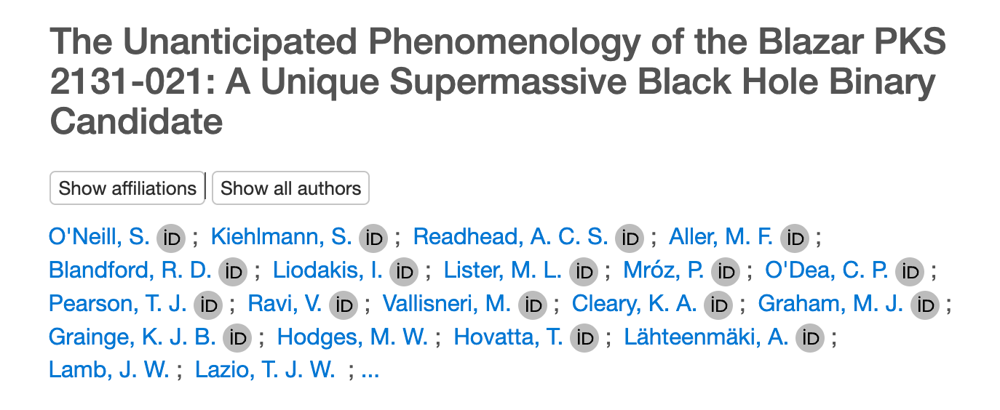 The Unanticipated Phenomenology of the Blazar PKS
2131-021: A Unique Supermassive Black Hole Binary
Candidate
Show affiliations Show all authors
O'Neill, S. iD ; Kiehlmann, S. iD ; Readhead, A. C. S. iD ; Aller, M. F. iD ;
Blandford, R. D. iD ; Liodakis, I. iD ; Lister, M. L. iD ; Mróz, P. iD ; O'Dea, C. P. iD ;
Pearson, T. J. iD ; Ravi, V. iD ; Vallisneri, M. iD ; Cleary, K. A. iD ; Graham, M. J. iD ;
Grainge, K. J. B. iD ; Hodges, M. W. ; Hovatta, T. iD ; Lähteenmäki, A. iD ;
Lamb, J. W. ; Lazio, T. J. W. ; ...